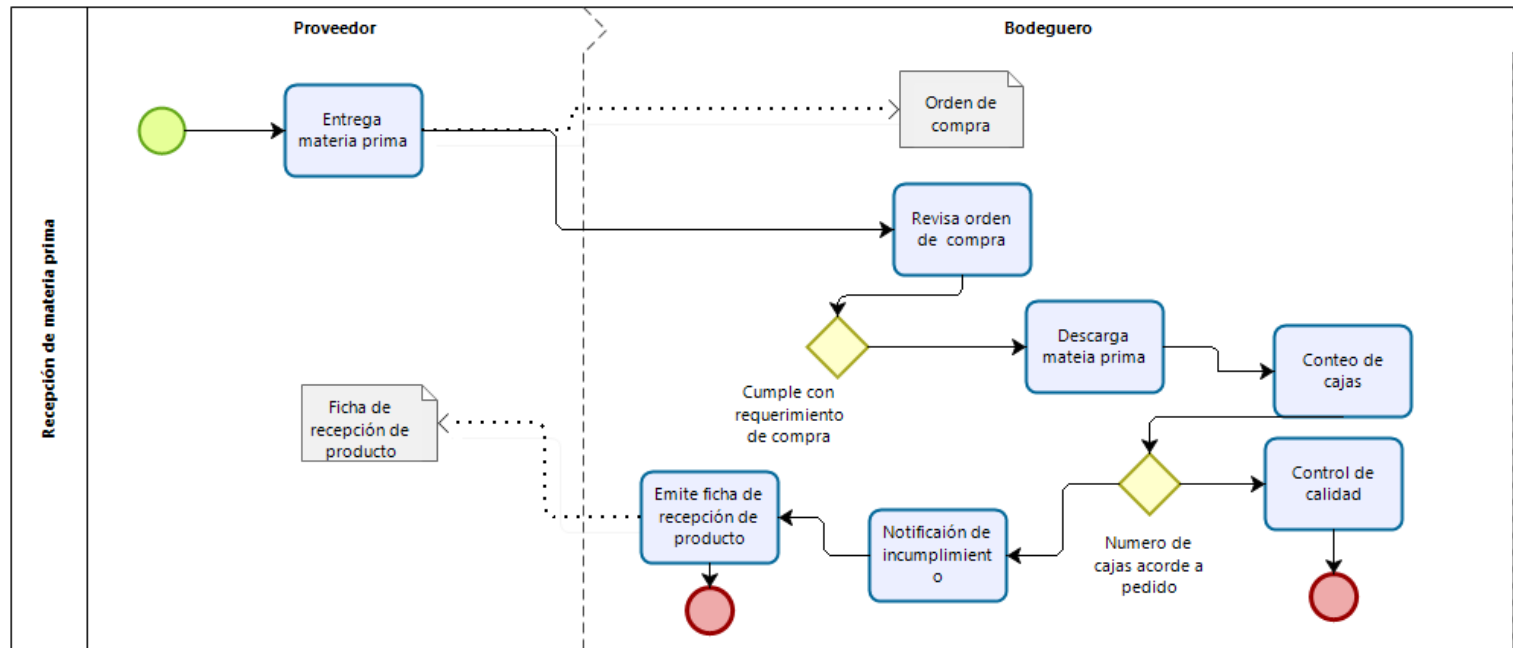 Proveedor
Bodeguero
Recepción de materia prima
Entrega
materia prima
Orden de
compra
Revisa orden
de compra
Descarga
mateia prima
Conteo de
cajas
Cumple con
requerimiento
de compra
Ficha de
recepción de
producto
Emite ficha de
recepción de
producto
Notificaión de
incumplimient
o
Numero de
cajas acorde a
pedido
Control de
calidad